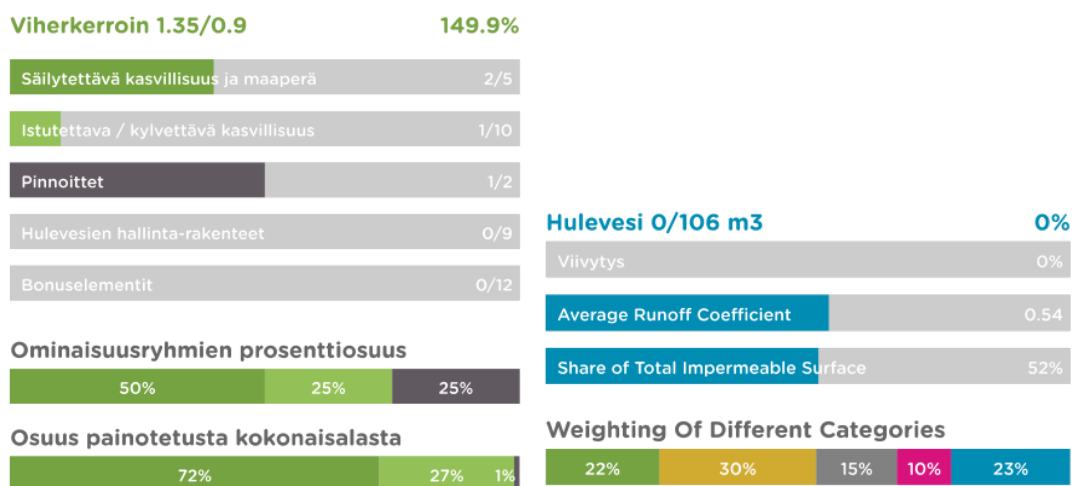 Viherkerroin 1.35/0.9 149.9%
Säilytettävä kasvillisuus ja maaperä 2/5
Istutettava / kylvettävä kasvillisuus 1/10
Pinnoittet 1/2
Hulevesien hallinta-rakenteet 0/9
Bonuselementit 0/12
Ominaisuusryhmien prosenttiosuus
50% 25% 25%
Osuus painotetusta kokonaisalasta
72% 27% 1%
Hulevesi 0/106 m3 0%
Viivytys 0%
Average Runoff Coefficient 0.54
Share of Total Impermeable Surface 52%
Weighting Of Different Categories
22% 30% 15% 10% 23%